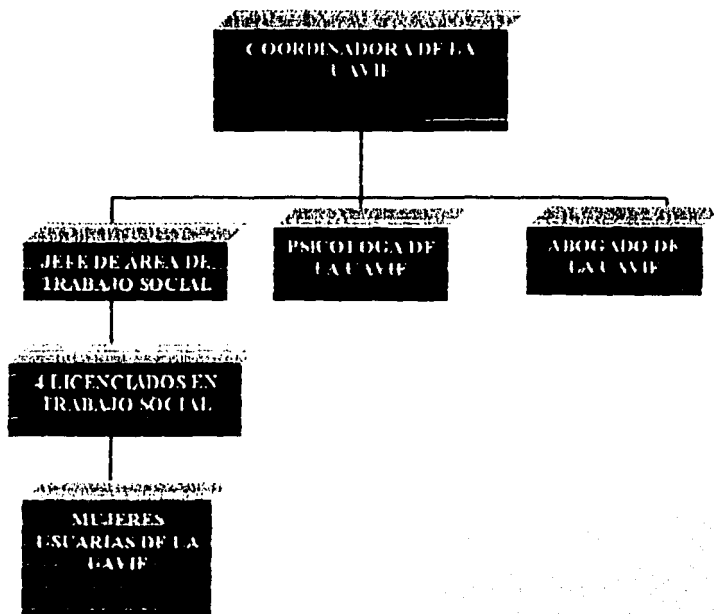 COORDINADORA DE LA
UAVIF
JEFE DE ÁREA DE
TRABAJO SOCIAL
PSICOLOGA DE
LA UAVIF
ABOGADO DE
LA UAVIF
4 LICENCIADOS EN
TRABAJO SOCIAL
MUJERES
USUARIAS DE LA
UAVIF